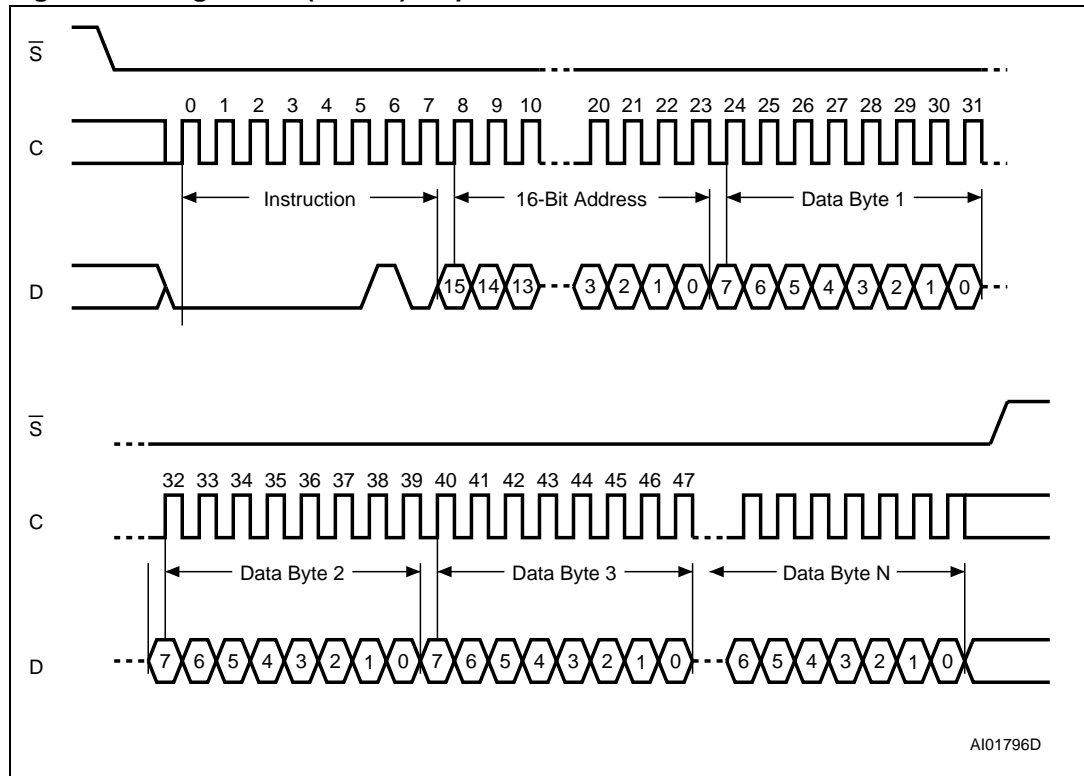 S
0 1 2 3 4 5 6 7 8 9 10 20 21 22 23 24 25 26 27 28 29 30 31
C
Instruction 16-Bit Address Data Byte 1
D 15 14 13 3 2 1 0 7 6 5 4 3 2 1 0
S
32 33 34 35 36 37 38 39 40 41 42 43 44 45 46 47
C
Data Byte 2 Data Byte 3 Data Byte N
D 7 6 5 4 3 2 1 0 7 6 5 4 3 2 1 0 6 5 4 3 2 1 0
AI01796D